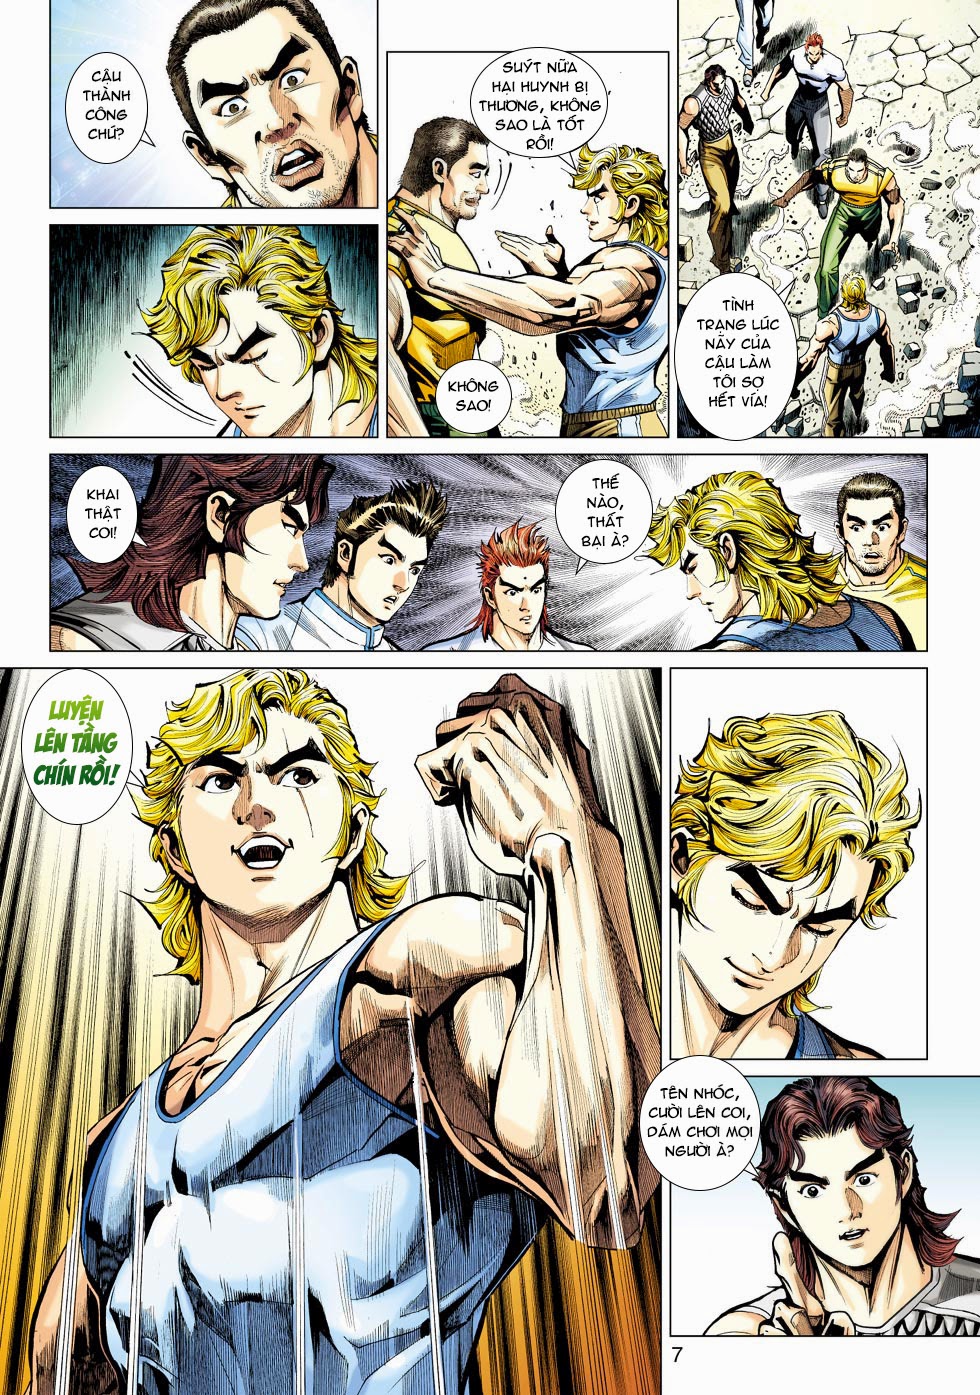 CẬU
THÀNH
CÔNG
CHỨ?
SUÝT NỮA
HẠI HUYNH BỊ
THƯƠNG, KHÔNG
SAO LÀ TỐT
RỒI!
KHÔNG
SAO!
TÌNH
TRẠNG LÚC
NÃY CỦA
CẬU LÀM
TÔI SỢ
HẾT VÍA!
KHAI
THẬT
COI!
THẾ
NÀO,
THẤT
BẠI À?
LUYỆN
LÊN TẦNG
CHÍN RỒI!
TÊN NHÓC,
CƯỜI LÊN COI,
DÁM CHƠI MỌI
NGƯỜI À?
7